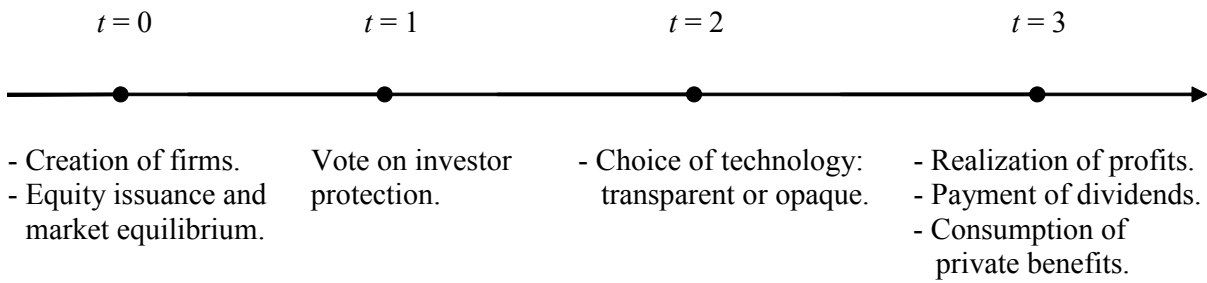 t = 0
t = 1
t = 2
t = 3
- Creation of firms.
- Equity issuance and
market equilibrium.
Vote on investor
protection.
- Choice of technology:
transparent or opaque.
- Realization of profits.
- Payment of dividends.
- Consumption of
private benefits.